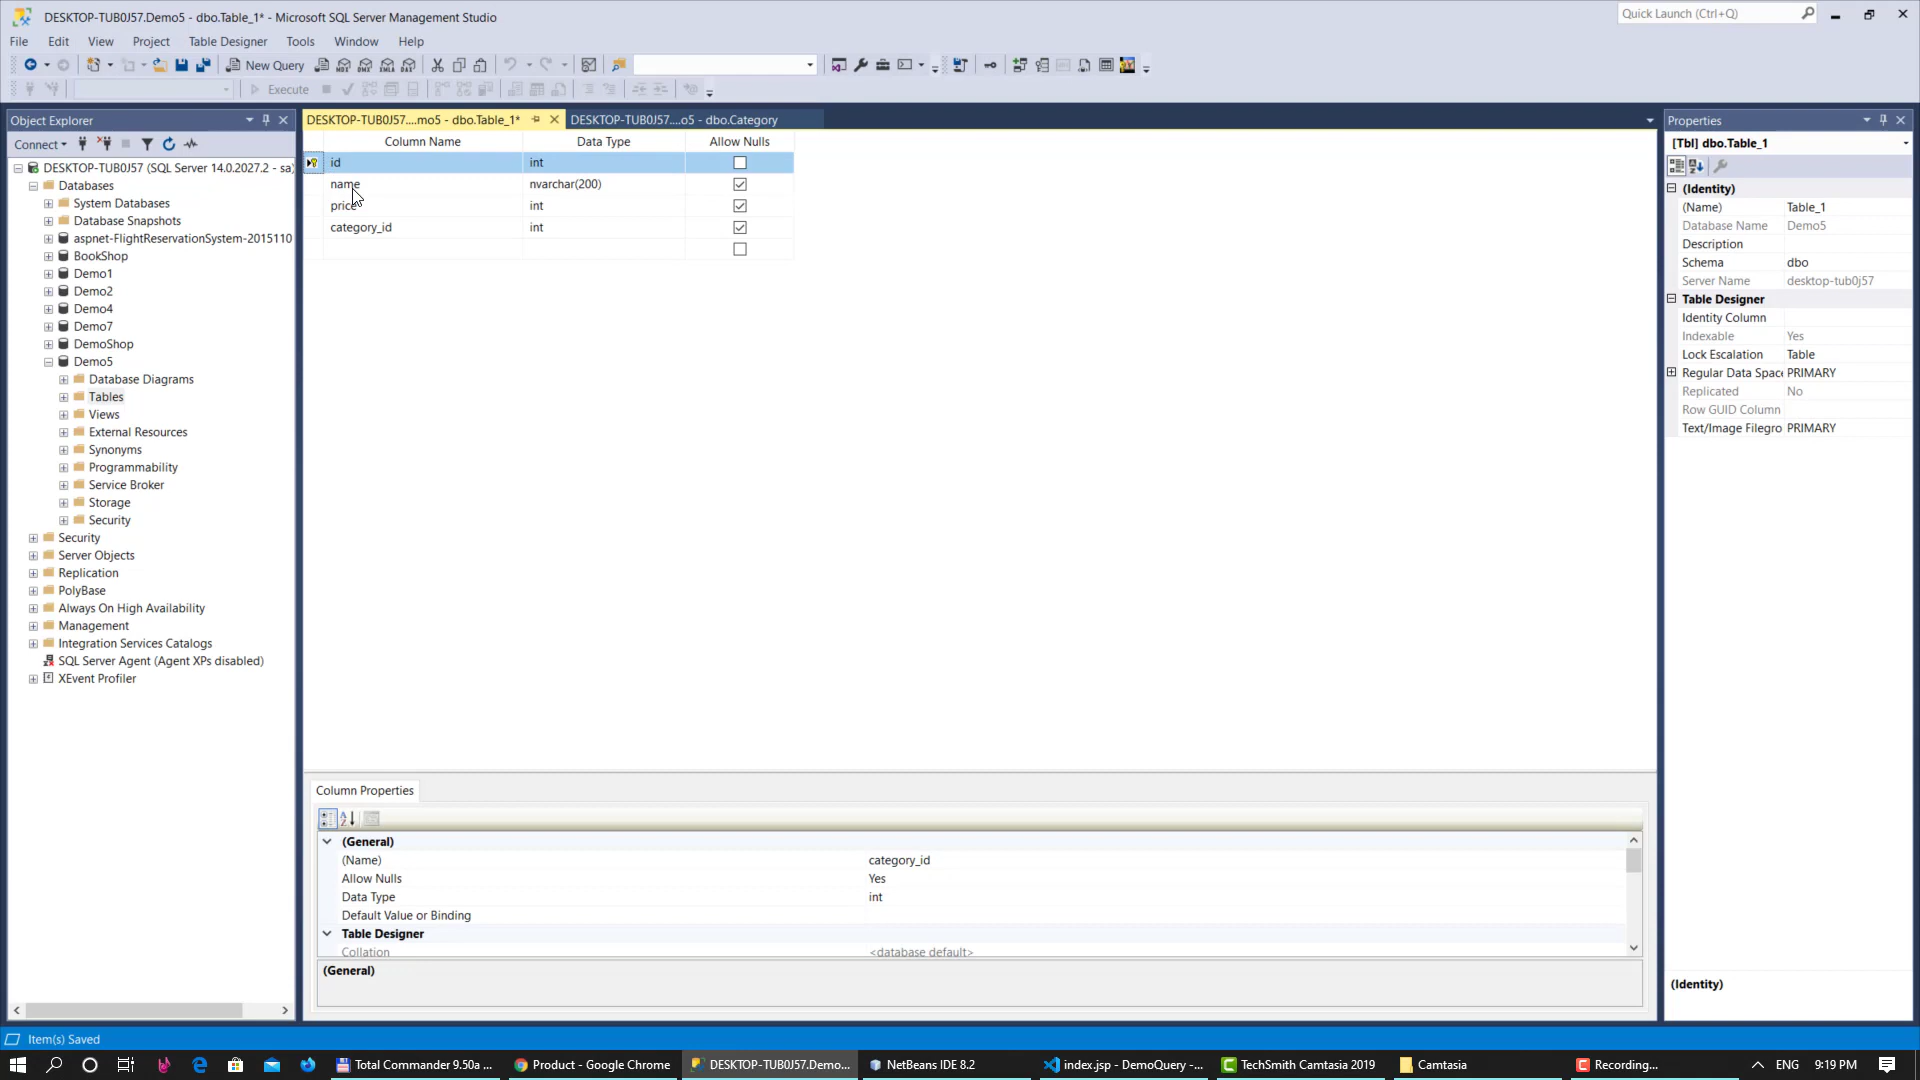 DESKTOP-TUB0J57.Demo5 - dbo.Table_1* - Microsoft SQL Server Management Studio
Quick Launch (Ctrl+Q)
File Edit View Project Table Designer Tools Window Help
New Query
Execute
Object Explorer
DESKTOP-TUB0J57....mo5 - dbo.Table_1*
DESKTOP-TUB0J57....o5 - dbo.Category
Properties
Connect
[Tbl] dbo.Table_1
Column Name Data Type Allow Nulls
id int
name nvarchar(200)
price int
category_id int
DESKTOP-TUB0J57 (SQL Server 14.0.2027.2 - sa)
Databases
System Databases
Database Snapshots
aspnet-FlightReservationSystem-2015110
BookShop
Demo1
Demo2
Demo4
Demo7
DemoShop
Demo5
Database Diagrams
Tables
Views
External Resources
Synonyms
Programmability
Service Broker
Storage
Security
Security
Server Objects
Replication
PolyBase
Always On High Availability
Management
Integration Services Catalogs
SQL Server Agent (Agent XPs disabled)
XEvent Profiler
(Identity)
(Name) Table_1
Database Name Demo5
Description
Schema dbo
Server Name desktop-tub0j57
Table Designer
Identity Column
Indexable Yes
Lock Escalation Table
Regular Data Space PRIMARY
Replicated No
Row GUID Column
Text/Image Filegro PRIMARY
Column Properties
(General)
(Name) category_id
Allow Nulls Yes
Data Type int
Default Value or Binding
Table Designer
Collation <database default>
(General)
(Identity)
Item(s) Saved
Total Commander 9.50a ...
Product - Google Chrome
DESKTOP-TUB0J57.Demo...
NetBeans IDE 8.2
index.jsp - DemoQuery -...
TechSmith Camtasia 2019
Camtasia
Recording...
ENG
9:19 PM